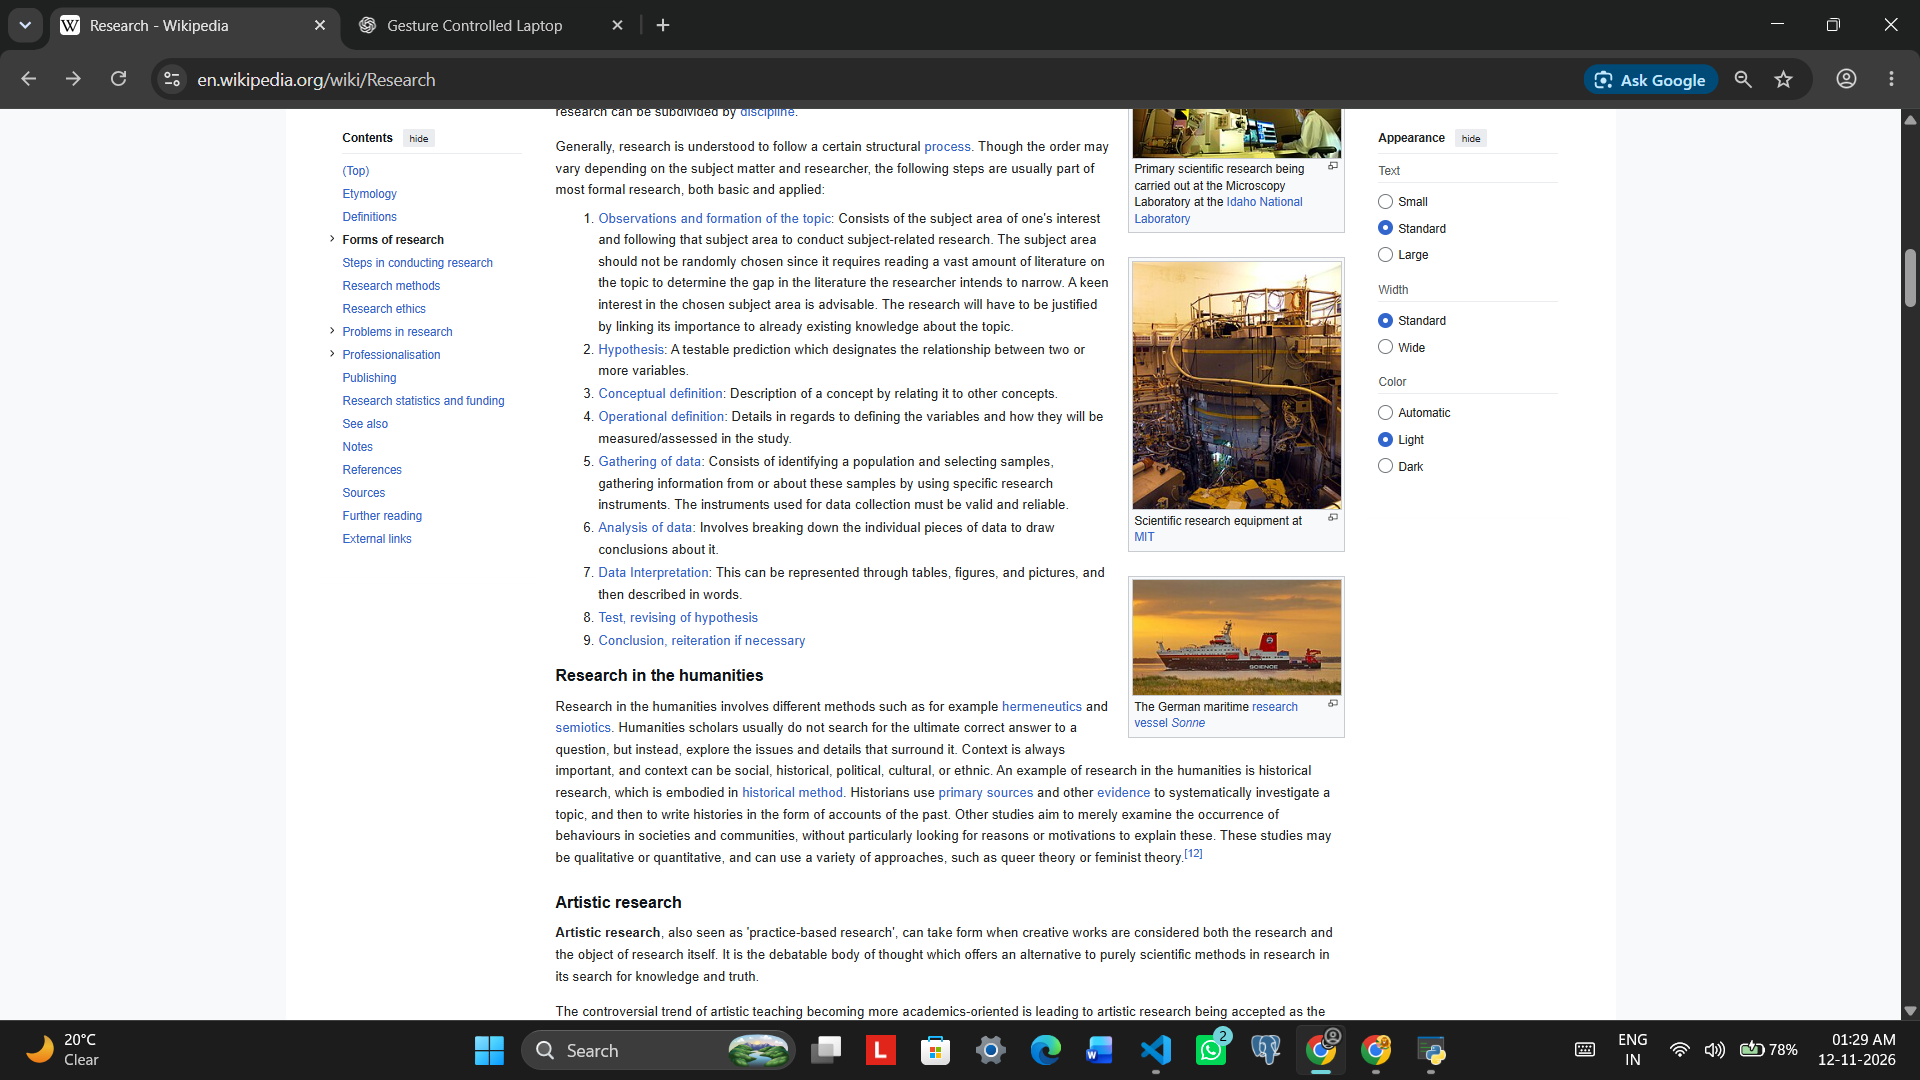 Research - Wikipedia
Gesture Controlled Laptop
en.wikipedia.org/wiki/Research
Ask Google
Contents hide
(Top)
Etymology
Definitions
Forms of research
Steps in conducting research
Research methods
Research ethics
Problems in research
Professionalisation
Publishing
Research statistics and funding
See also
Notes
References
Sources
Further reading
External links
research can be subdivided by discipline.
Generally, research is understood to follow a certain structural process. Though the order may
vary depending on the subject matter and researcher, the following steps are usually part of
most formal research, both basic and applied:
1. Observations and formation of the topic: Consists of the subject area of one's interest
and following that subject area to conduct subject-related research. The subject area
should not be randomly chosen since it requires reading a vast amount of literature on
the topic to determine the gap in the literature the researcher intends to narrow. A keen
interest in the chosen subject area is advisable. The research will have to be justified
by linking its importance to already existing knowledge about the topic.
2. Hypothesis: A testable prediction which designates the relationship between two or
more variables.
3. Conceptual definition: Description of a concept by relating it to other concepts.
4. Operational definition: Details in regards to defining the variables and how they will be
measured/assessed in the study.
5. Gathering of data: Consists of identifying a population and selecting samples,
gathering information from or about these samples by using specific research
instruments. The instruments used for data collection must be valid and reliable.
6. Analysis of data: Involves breaking down the individual pieces of data to draw
conclusions about it.
7. Data Interpretation: This can be represented through tables, figures, and pictures, and
then described in words.
8. Test, revising of hypothesis
9. Conclusion, reiteration if necessary
Research in the humanities
Research in the humanities involves different methods such as for example hermeneutics and
semiotics. Humanities scholars usually do not search for the ultimate correct answer to a
question, but instead, explore the issues and details that surround it. Context is always
important, and context can be social, historical, political, cultural, or ethnic. An example of research in the humanities is historical
research, which is embodied in historical method. Historians use primary sources and other evidence to systematically investigate a
topic, and then to write histories in the form of accounts of the past. Other studies aim to merely examine the occurrence of
behaviours in societies and communities, without particularly looking for reasons or motivations to explain these. These studies may
be qualitative or quantitative, and can use a variety of approaches, such as queer theory or feminist theory.[12]
Artistic research
Artistic research, also seen as 'practice-based research', can take form when creative works are considered both the research and
the object of research itself. It is the debatable body of thought which offers an alternative to purely scientific methods in research in
its search for knowledge and truth.
The controversial trend of artistic teaching becoming more academics-oriented is leading to artistic research being accepted as the
Primary scientific research being
carried out at the Microscopy
Laboratory at the Idaho National
Laboratory
Scientific research equipment at
MIT
SCIENCE
The German maritime research
vessel Sonne
Appearance hide
Text
Small
Standard
Large
Width
Standard
Wide
Color
Automatic
Light
Dark
20°C
Clear
Search
L
W
2
ENG
IN
78%
01:29 AM
12-11-2026